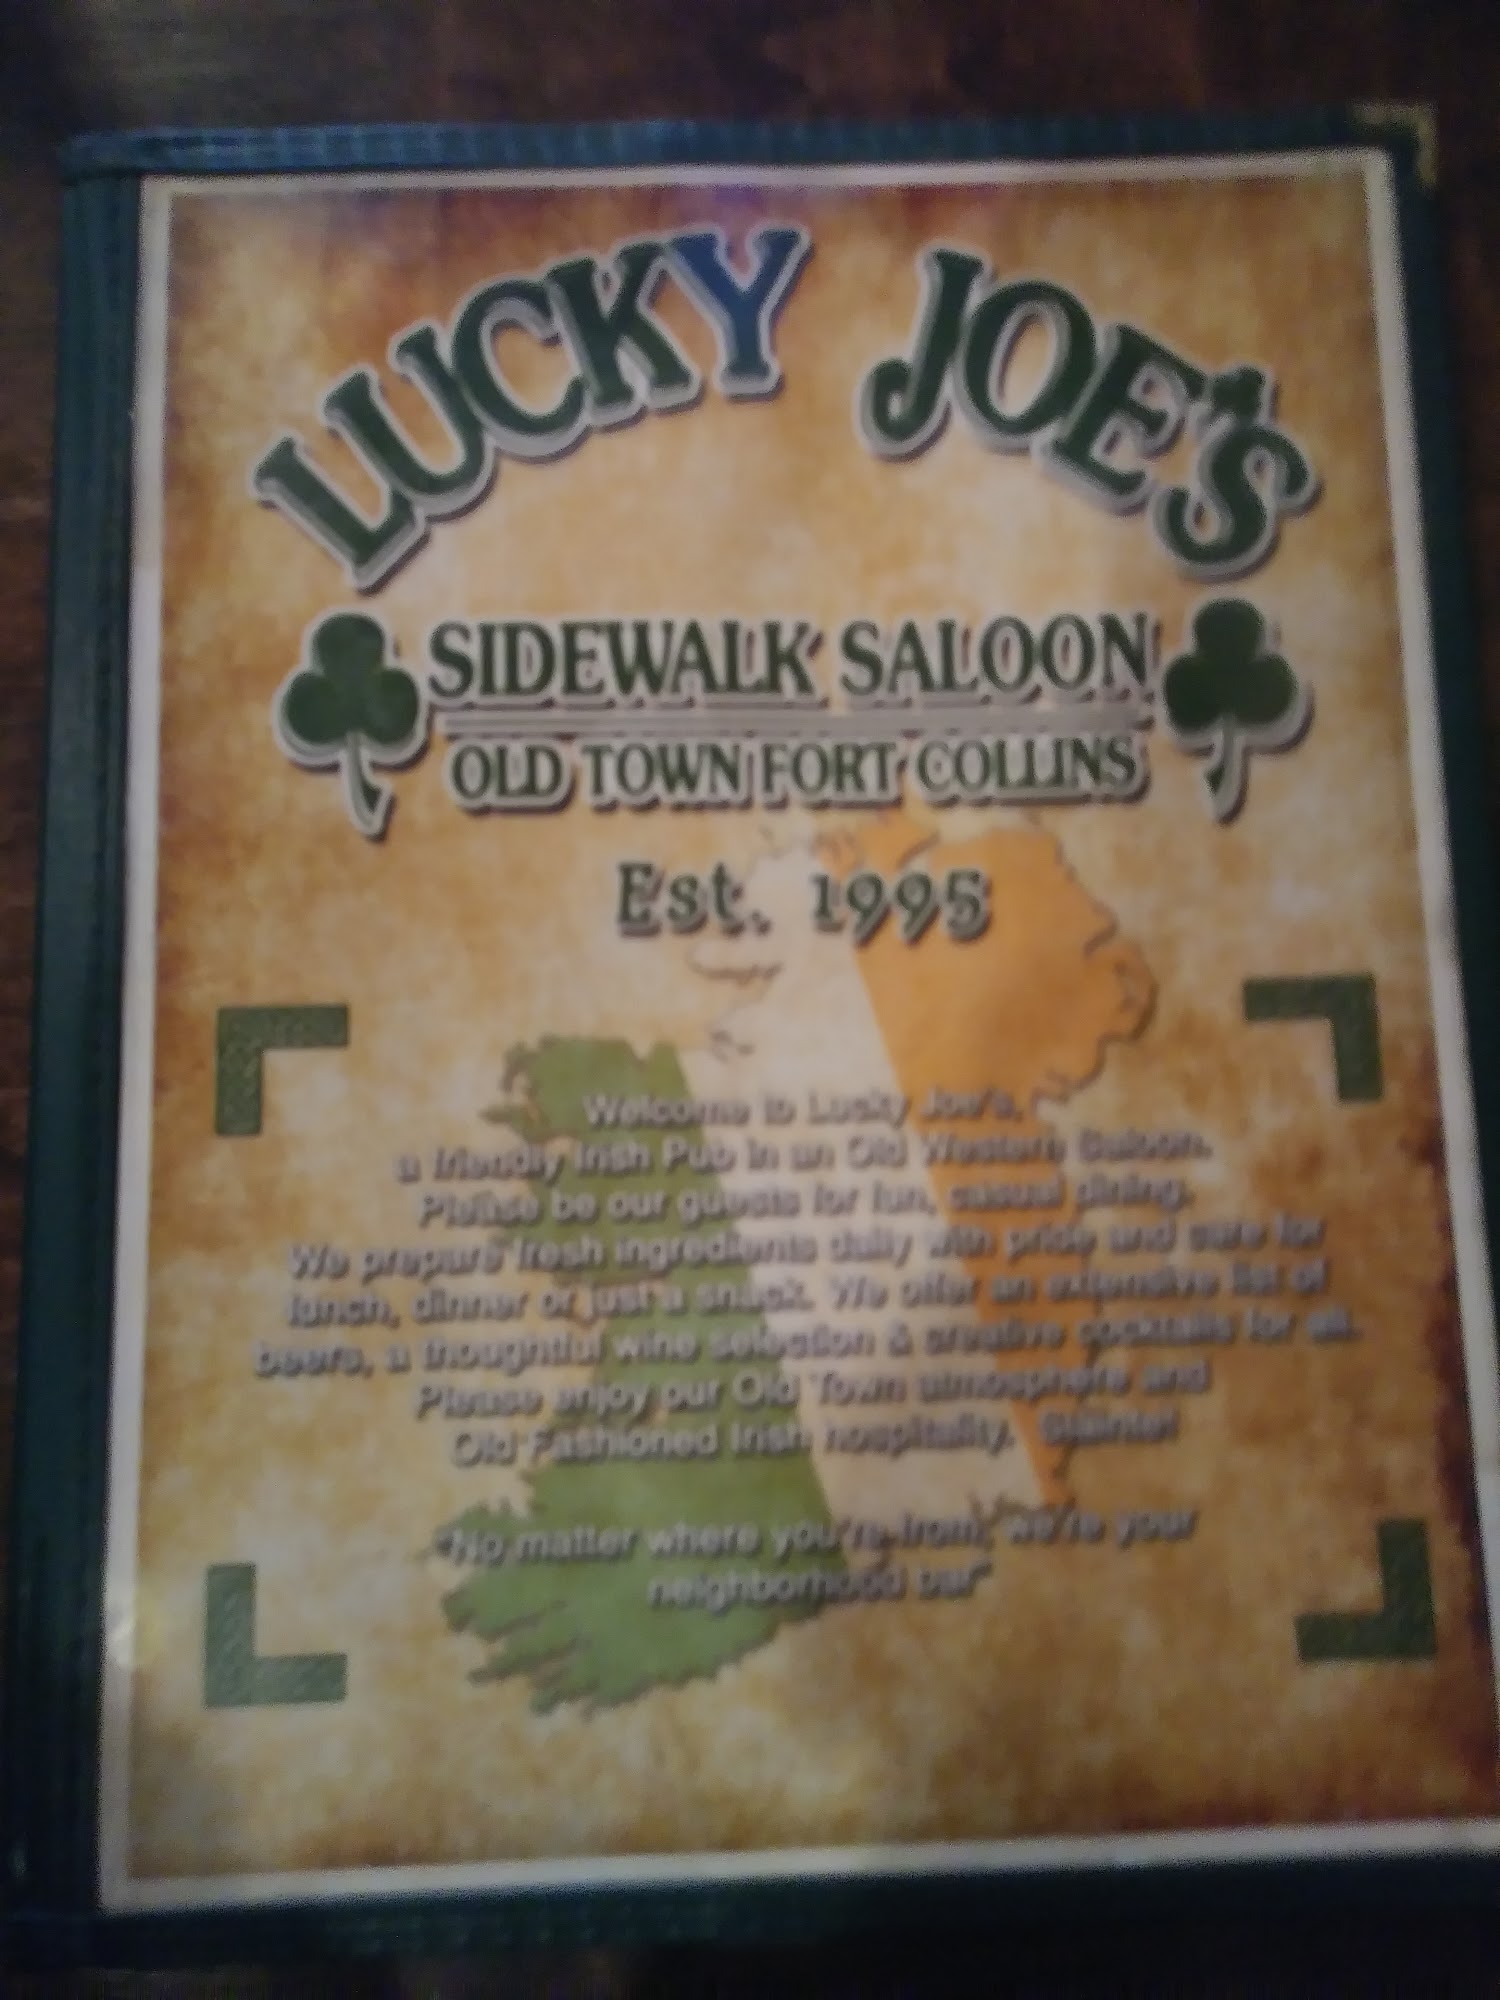 LUCKY JOE'S
SIDEWALK SALOON
OLD TOWN FORT COLLINS
Est. 1995
Welcome to Lucky Joe's,
a friendly Irish Pub in an Old Western Saloon.
Please be our guests for fun, casual dining.
We prepare fresh ingredients daily with pride and care for
lunch, dinner or just a snack. We offer an extensive list of
beers, a thoughtful wine selection & creative cocktails for all.
Please enjoy our Old Town atmosphere and
Old Fashioned Irish hospitality. Sláinte!
"No matter where you're from, we're your
neighborhood bar"